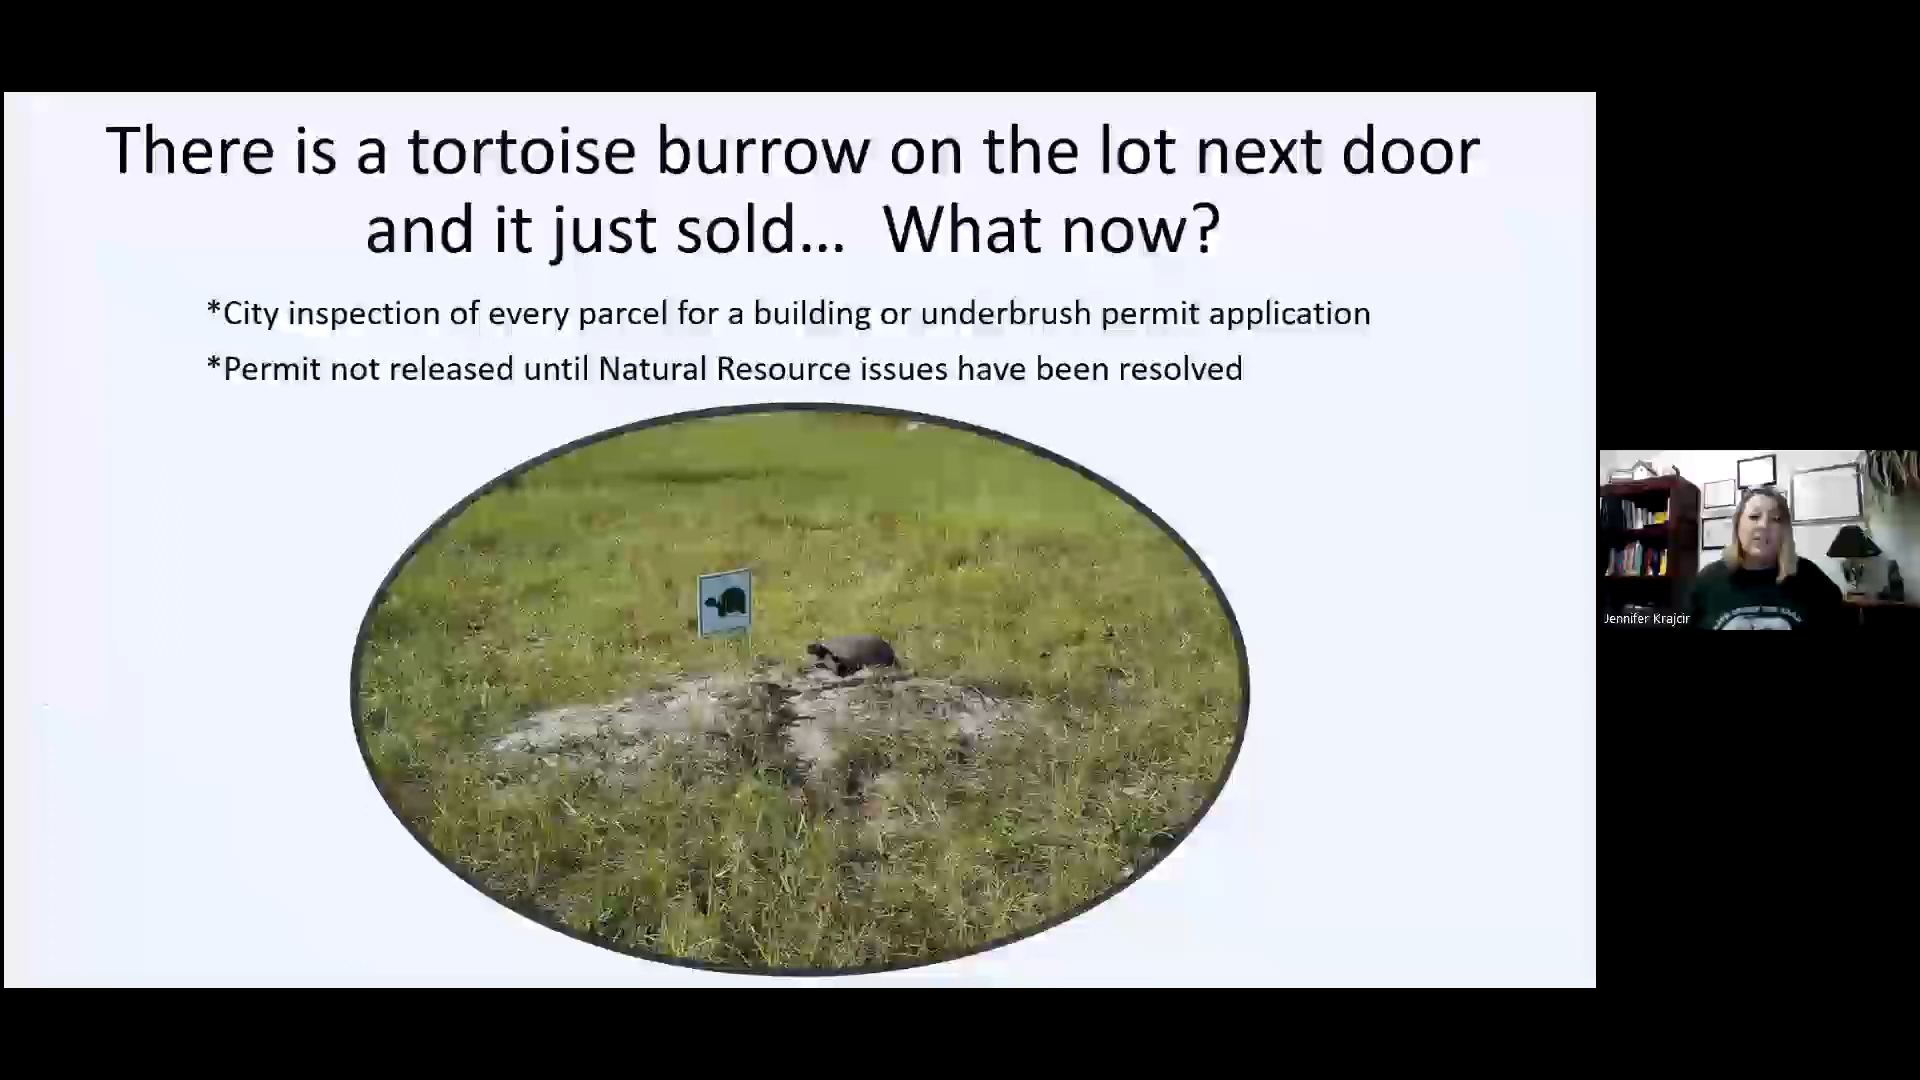 There is a tortoise burrow on the lot next door
and it just sold... What now?
*City inspection of every parcel for a building or underbrush permit application
*Permit not released until Natural Resource issues have been resolved
Jennifer Krajcir